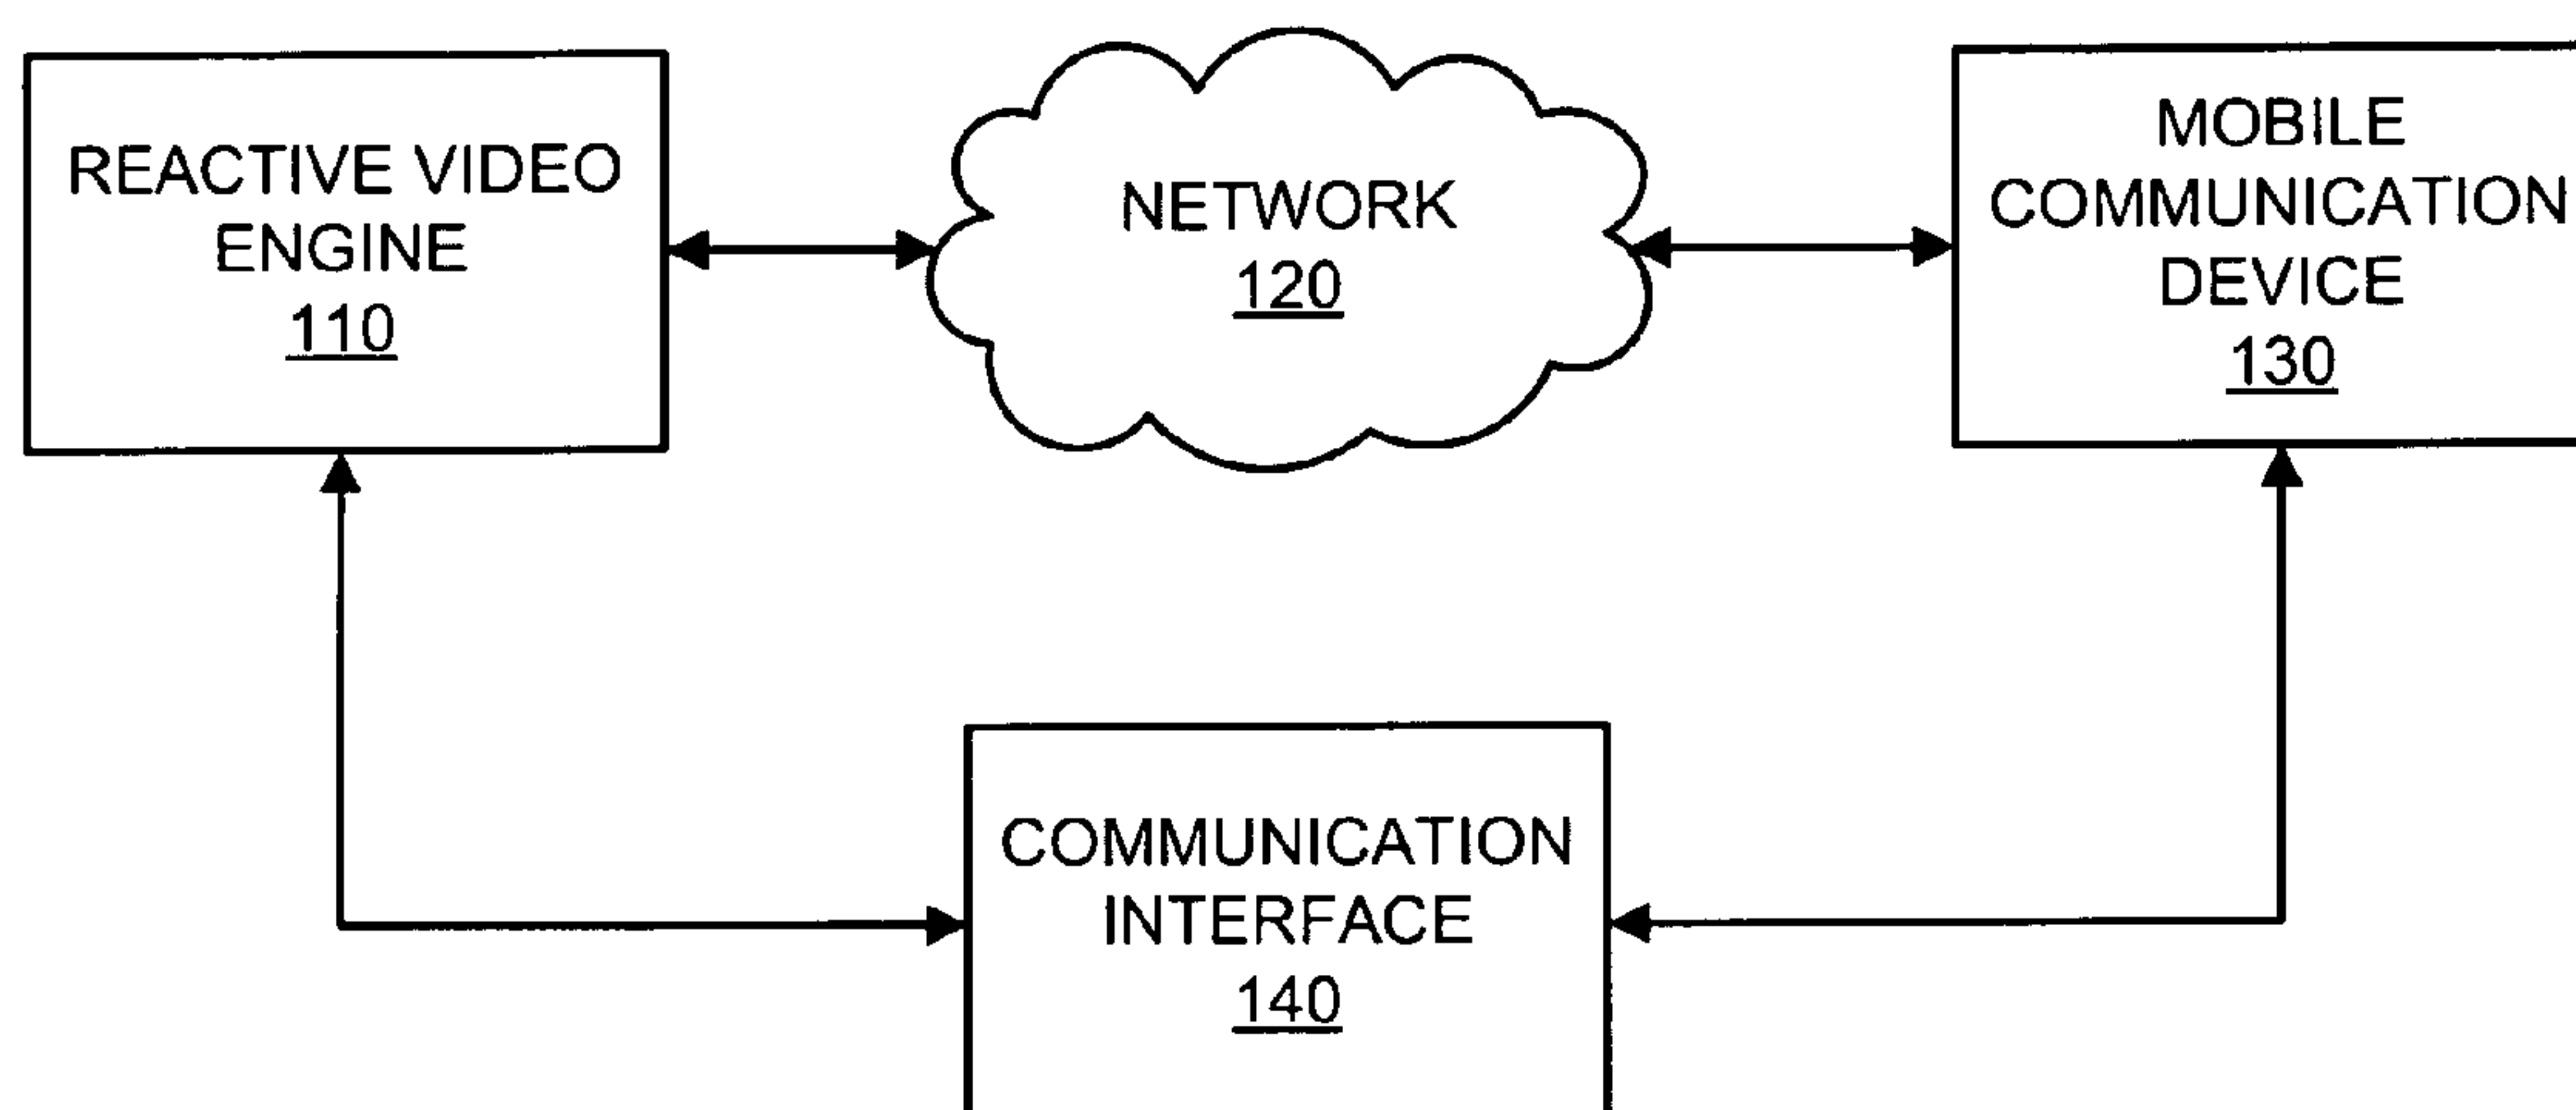 REACTIVE VIDEO
ENGINE
110
NETWORK
120
MOBILE
COMMUNICATION
DEVICE
130
COMMUNICATION
INTERFACE
140